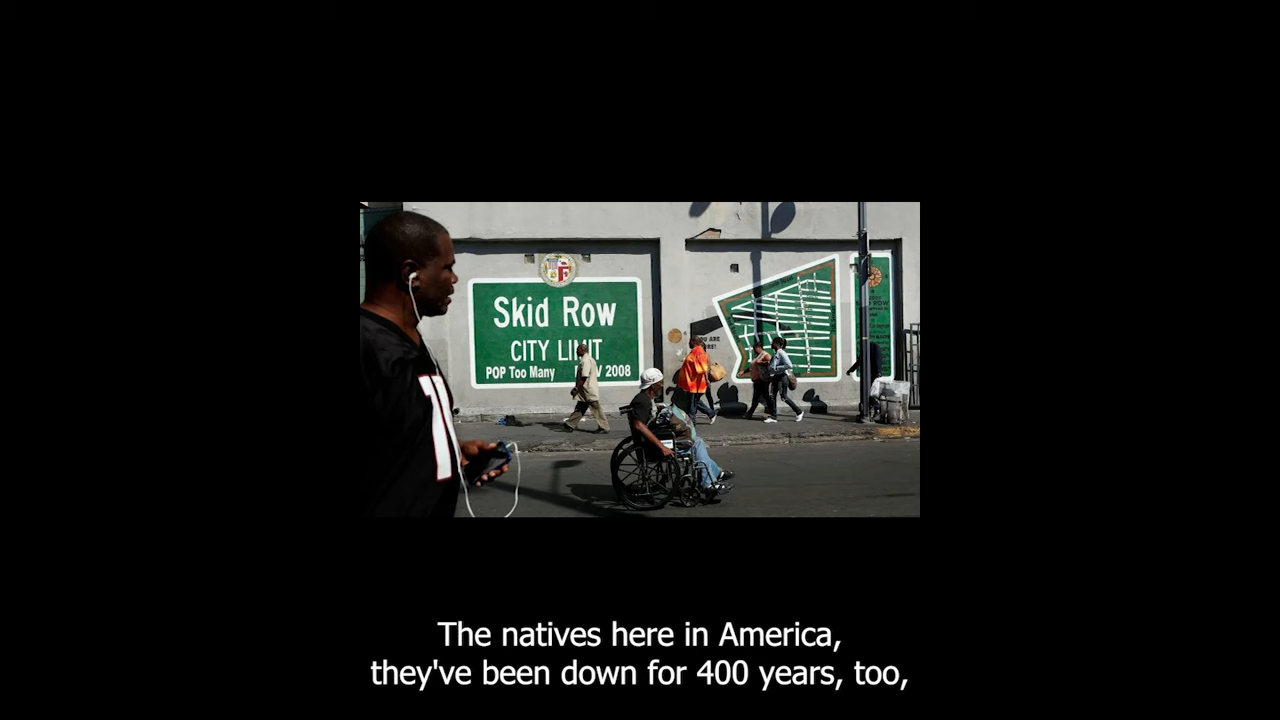 Skid Row
CITY LIMIT
POP Too Many
2008
The natives here in America,
they've been down for 400 years, too,